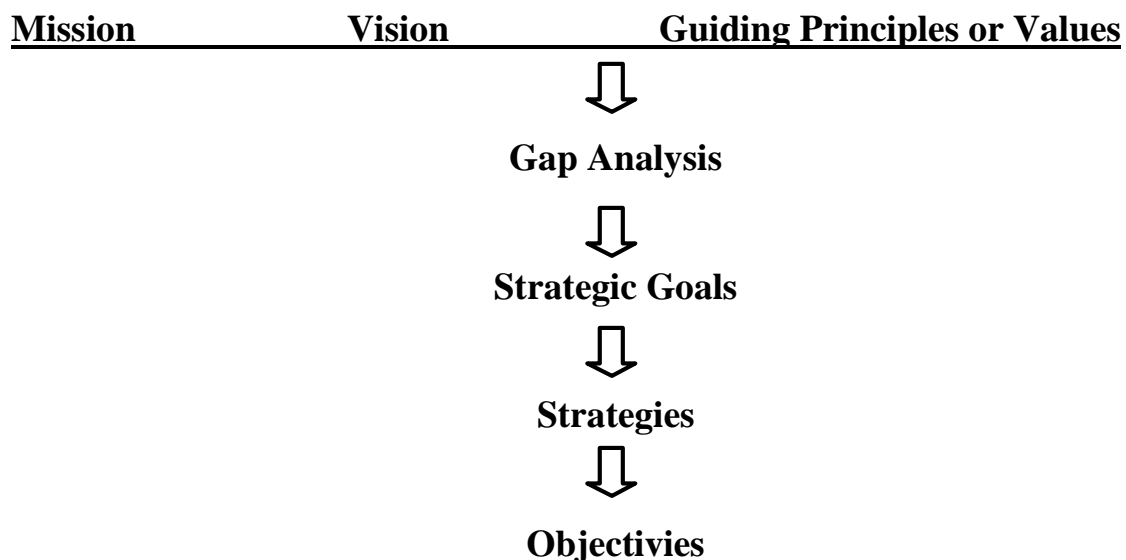 Mission Vision Guiding Principles or Values
Gap Analysis
Strategic Goals
Strategies
Objectivies